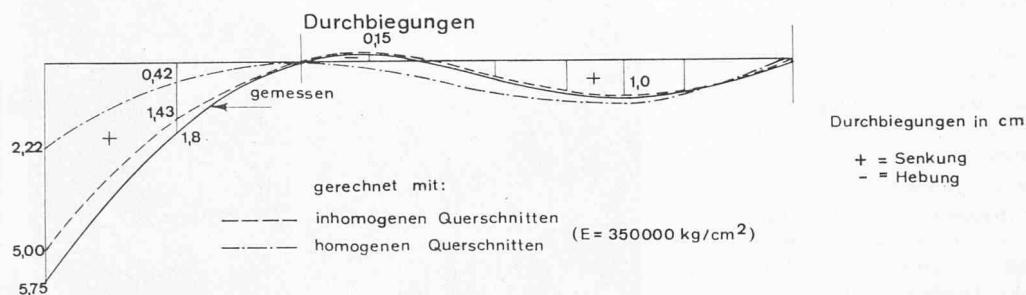 Durchbiegungen
0,15
0,42
1,0
gemessen
1,43
1,8
2,22
Durchbiegungen in cm
+ = Senkung
- = Hebung
gerechnet mit:
inhomogenen Querschnitten
homogenen Querschnitten
(E = 350000 kg/cm²)
5,00
5,75